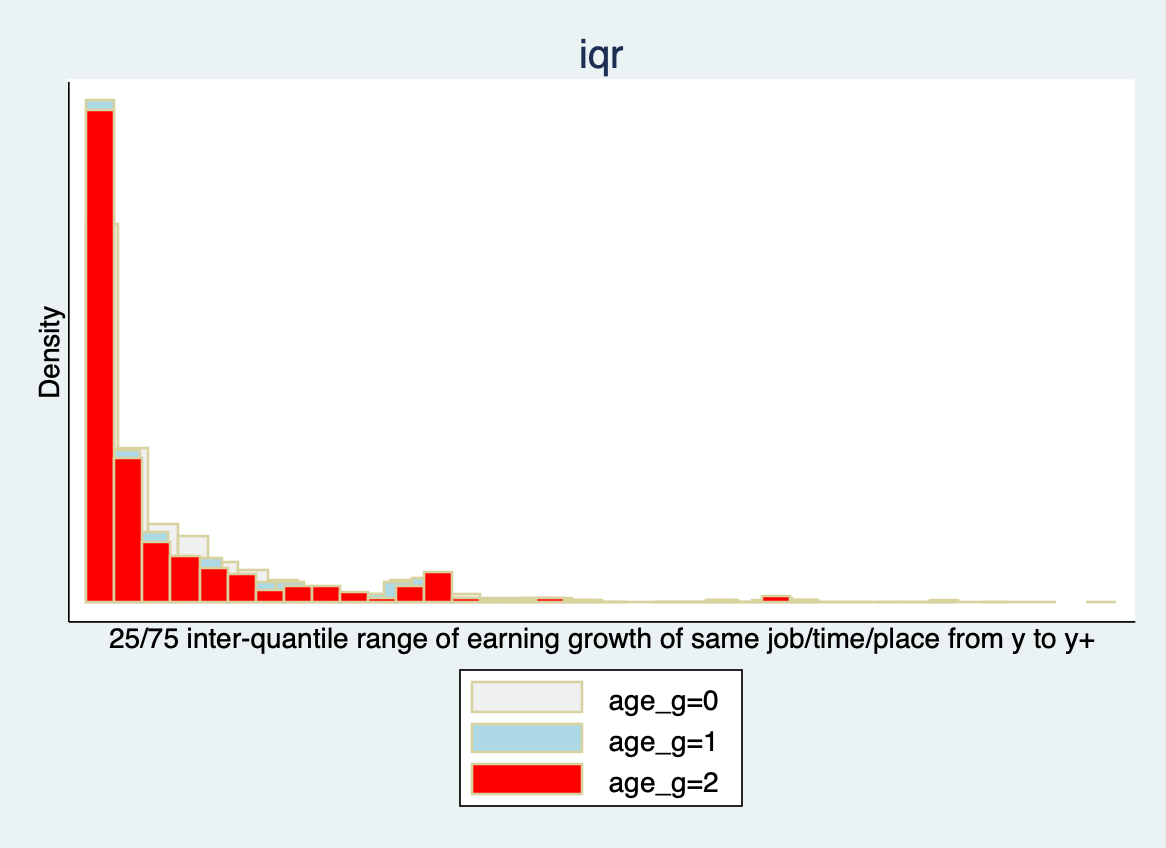 iqr
Density
25/75 inter-quantile range of earning growth of same job/time/place from y to y+
age_g=0
age_g=1
age_g=2